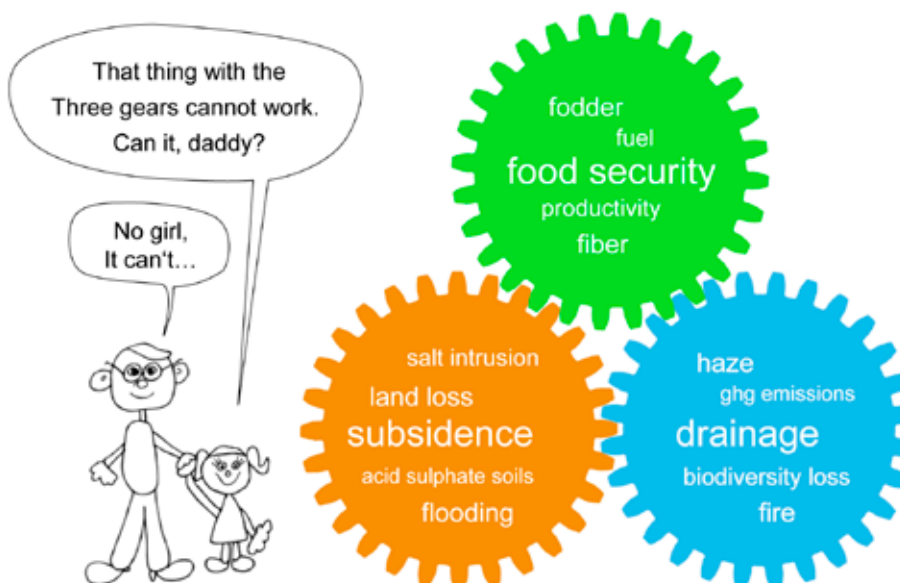 That thing with the
Three gears cannot work.
Can it, daddy?
No girl,
It can't...
fodder
fuel
food security
productivity
fiber
salt intrusion
land loss
subsidence
acid sulphate soils
flooding
haze
ghg emissions
drainage
biodiversity loss
fire